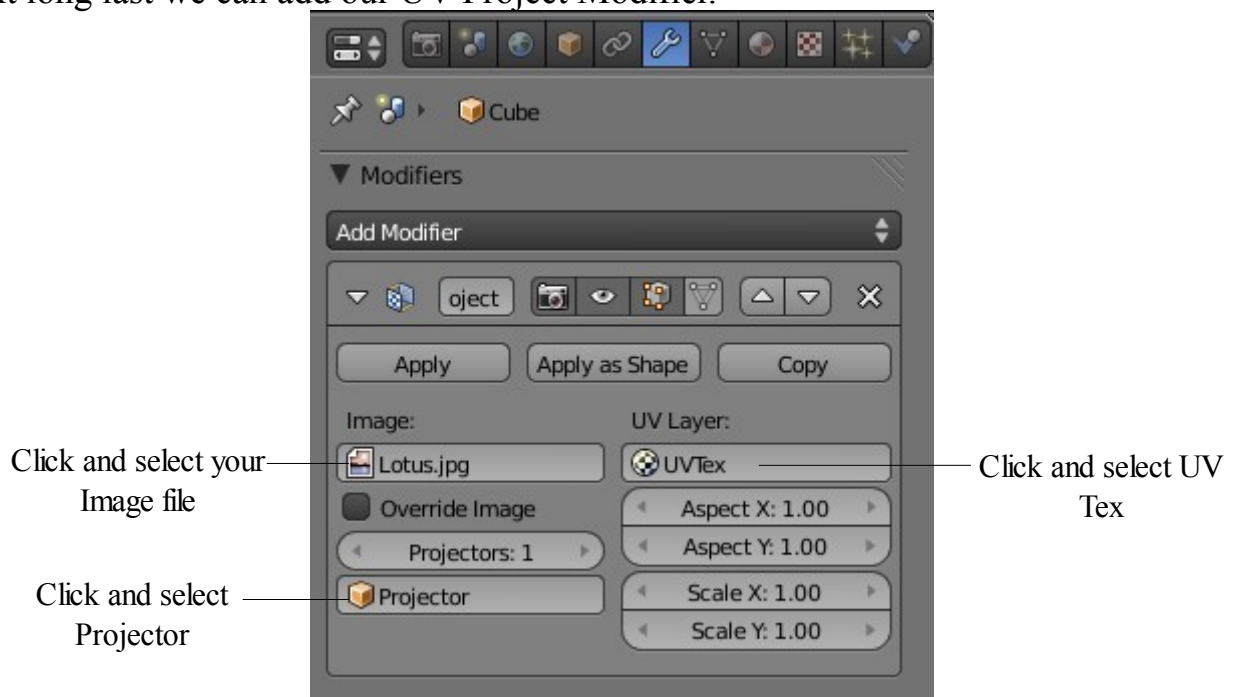 t long last we can add our UV Project Modifier.
Cube
Modifiers
Add Modifier
oject
Apply
Apply as Shape
Copy
Image:
UV Layer:
Click and select your
Image file
Lotus.jpg
UVTex
Click and select UV
Tex
Override Image
Aspect X: 1.00
Projectors: 1
Aspect Y: 1.00
Click and select
Projector
Projector
Scale X: 1.00
Scale Y: 1.00